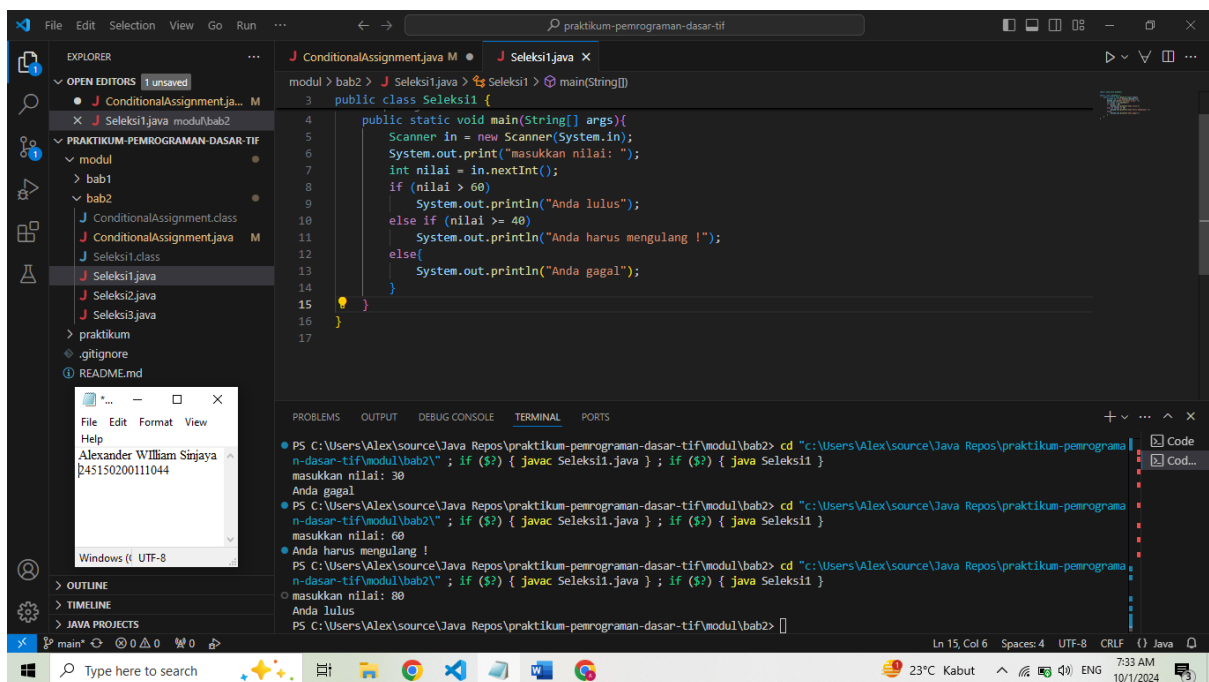 File Edit Selection View Go Run ... praktikum-pemrograman-dasar-tif
EXPLORER
OPEN EDITORS 1 unsaved
ConditionalAssignment.ja... M
Seleksi1.java modul\bab2
PRAKTIKUM-PEMROGRAMAN-DASAR-TIF
modul
bab1
bab2
ConditionalAssignment.class
ConditionalAssignment.java M
Seleksi1.class
Seleksi1.java
Seleksi2.java
Seleksi3.java
praktikum
.gitignore
README.md
*...
File Edit Format View
Help
Alexander WIlliam Sinjaya
245150200111044
Windows (( UTF-8
OUTLINE
TIMELINE
JAVA PROJECTS
ConditionalAssignment.java M Seleksi1.java
modul > bab2 > Seleksi1.java > Seleksi1 > main(String[])
3 public class Seleksi1 {
4 public static void main(String[] args){
5 Scanner in = new Scanner(System.in);
6 System.out.print("masukkan nilai: ");
7 int nilai = in.nextInt();
8 if (nilai > 60)
9 System.out.println("Anda lulus");
10 else if (nilai >= 40)
11 System.out.println("Anda harus mengulang !");
12 else{
13 System.out.println("Anda gagal");
14 }
15 }
16 }
17
PROBLEMS OUTPUT DEBUG CONSOLE TERMINAL PORTS
PS C:\Users\Alex\source\Java Repos\praktikum-pemrograman-dasar-tif\modul\bab2> cd "c:\Users\Alex\source\Java Repos\praktikum-pemrograma
n-dasar-tif\modul\bab2\" ; if ($?) { javac Seleksi1.java } ; if ($?) { java Seleksi1 }
masukkan nilai: 30
Anda gagal
PS C:\Users\Alex\source\Java Repos\praktikum-pemrograman-dasar-tif\modul\bab2> cd "c:\Users\Alex\source\Java Repos\praktikum-pemrograma
n-dasar-tif\modul\bab2\" ; if ($?) { javac Seleksi1.java } ; if ($?) { java Seleksi1 }
masukkan nilai: 60
Anda harus mengulang !
PS C:\Users\Alex\source\Java Repos\praktikum-pemrograman-dasar-tif\modul\bab2> cd "c:\Users\Alex\source\Java Repos\praktikum-pemrograma
n-dasar-tif\modul\bab2\" ; if ($?) { javac Seleksi1.java } ; if ($?) { java Seleksi1 }
masukkan nilai: 80
Anda lulus
PS C:\Users\Alex\source\Java Repos\praktikum-pemrograman-dasar-tif\modul\bab2>
Code
Cod...
main* 0 0 0 Ln 15, Col 6 Spaces: 4 UTF-8 CRLF {} Java
Type here to search 23°C Kabut ENG 7:33 AM
10/1/2024